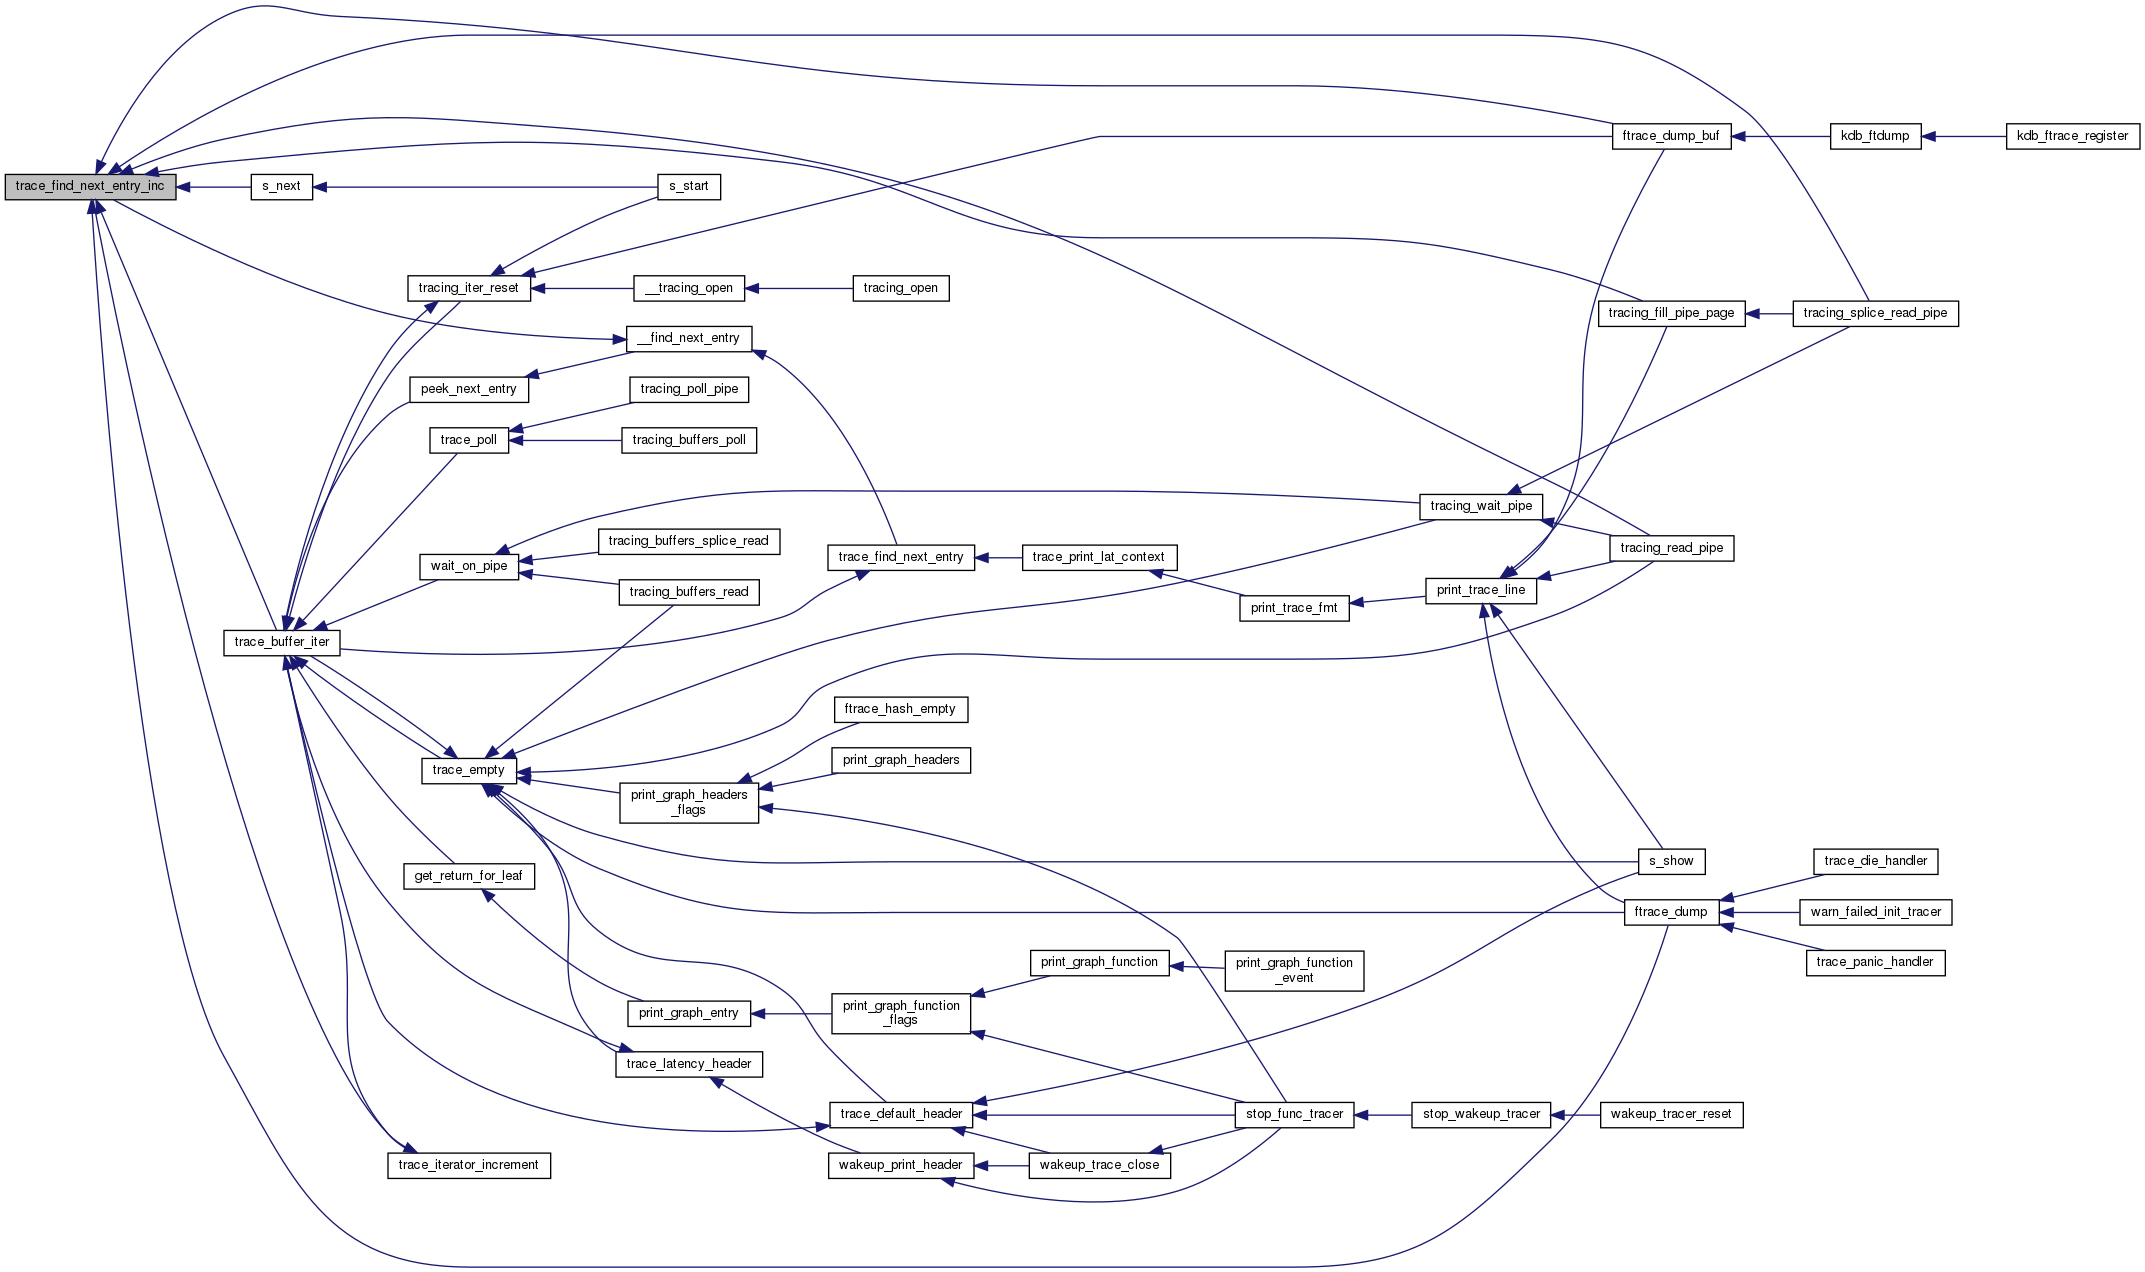 trace_find_next_entry_inc
s_next
s_start
ftrace_dump_buf
kdb_ftdump
kdb_ftrace_register
tracing_iter_reset
__tracing_open
tracing_open
tracing_fill_pipe_page
tracing_splice_read_pipe
__find_next_entry
peek_next_entry
tracing_poll_pipe
trace_poll
tracing_buffers_poll
tracing_wait_pipe
tracing_buffers_splice_read
wait_on_pipe
tracing_buffers_read
trace_find_next_entry
trace_print_lat_context
tracing_read_pipe
print_trace_line
print_trace_fmt
trace_buffer_iter
ftrace_hash_empty
print_graph_headers
trace_empty
print_graph_headers
_flags
get_return_for_leaf
s_show
trace_die_handler
ftrace_dump
warn_failed_init_tracer
trace_panic_handler
print_graph_function
print_graph_function
_event
print_graph_entry
print_graph_function
_flags
trace_latency_header
trace_default_header
stop_func_tracer
stop_wakeup_tracer
wakeup_tracer_reset
trace_iterator_increment
wakeup_print_header
wakeup_trace_close